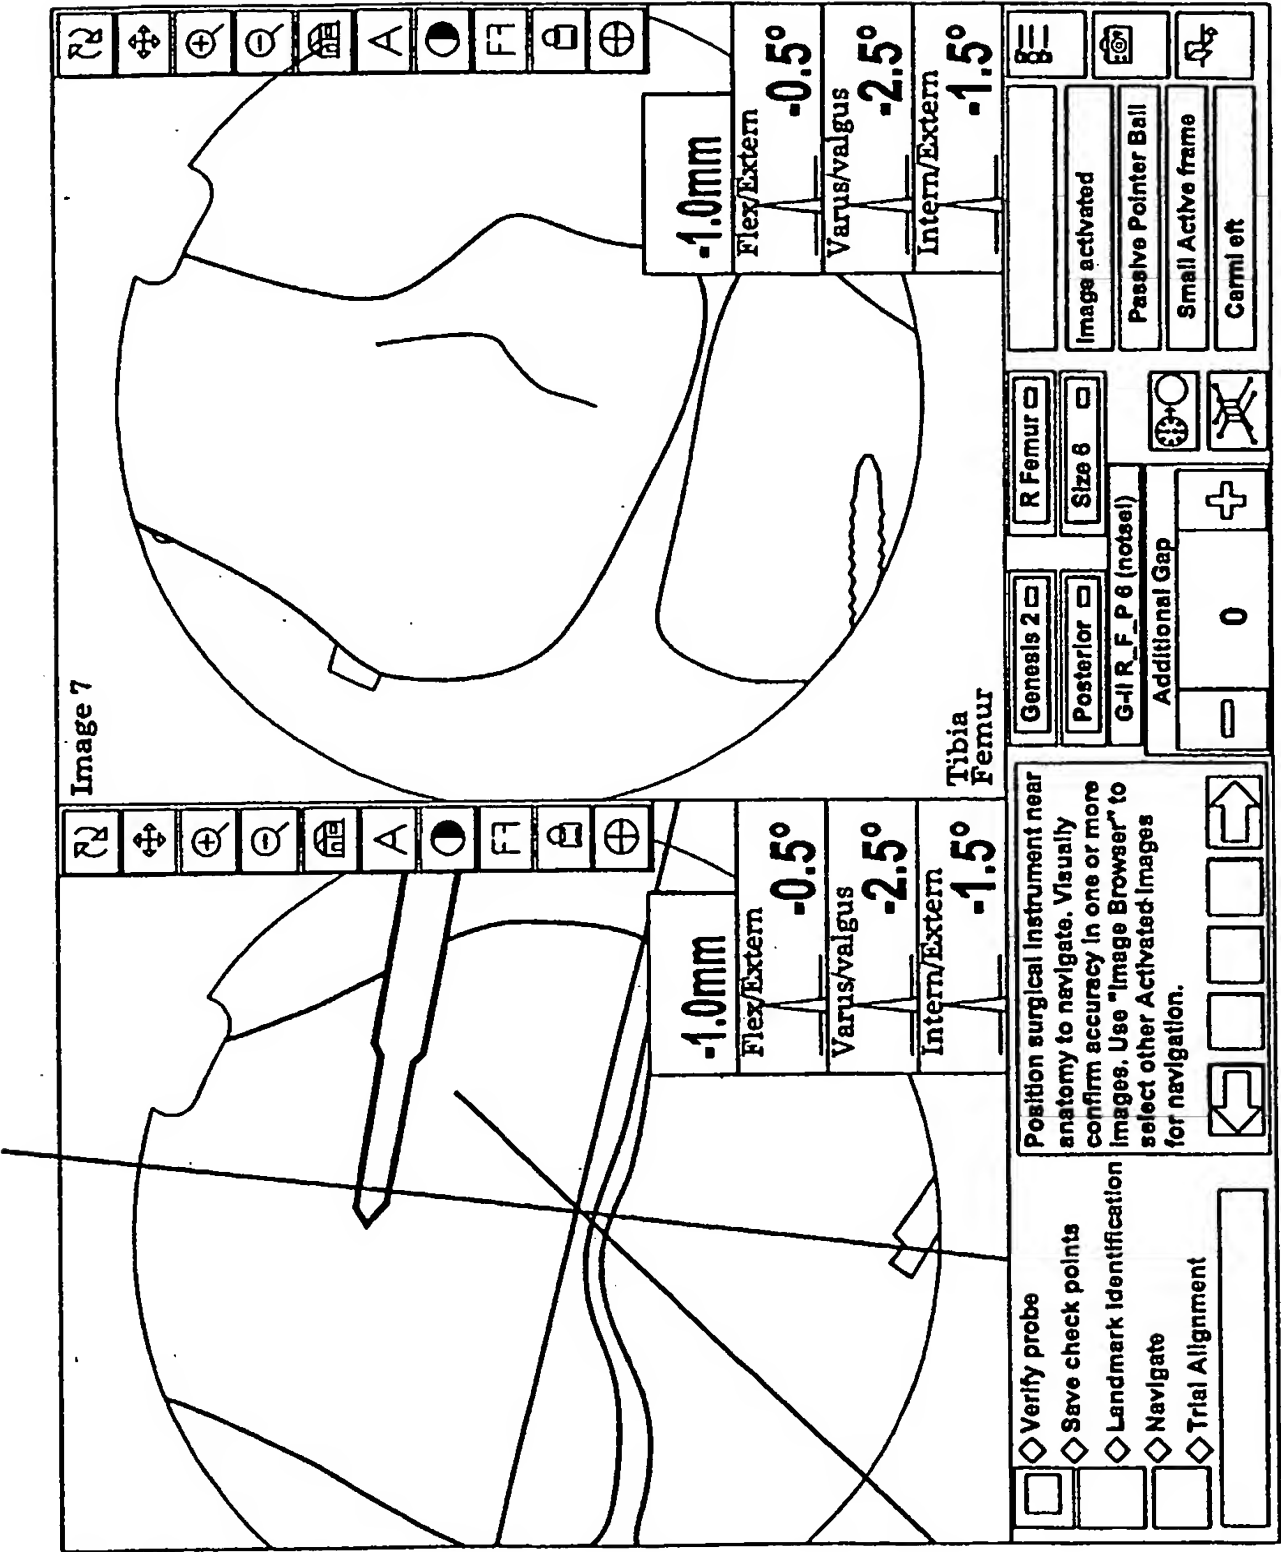 Image 7
-1.0mm
Flex/Extern
-0.5°
Varus/valgus
-2.5°
Intern/Extern
-1.5°
-1.0mm
Flex/Extern
-0.5°
Varus/valgus
-2.5°
Intern/Extern
-1.5°
Tibia
Femur
Verify probe
Save check points
Landmark Identification
Navigate
Trial Alignment
Position surgical instrument near
anatomy to navigate. Visually
confirm accuracy in one or more
images. Use "Image Browser" to
select other Activated Images
for navigation.
Genesis 2
R Femur
Posterior
Size 6
G-II R_F_P 6 (notsel)
Additional Gap
0
Image activated
Passive Pointer Ball
Small Active frame
Carml eft